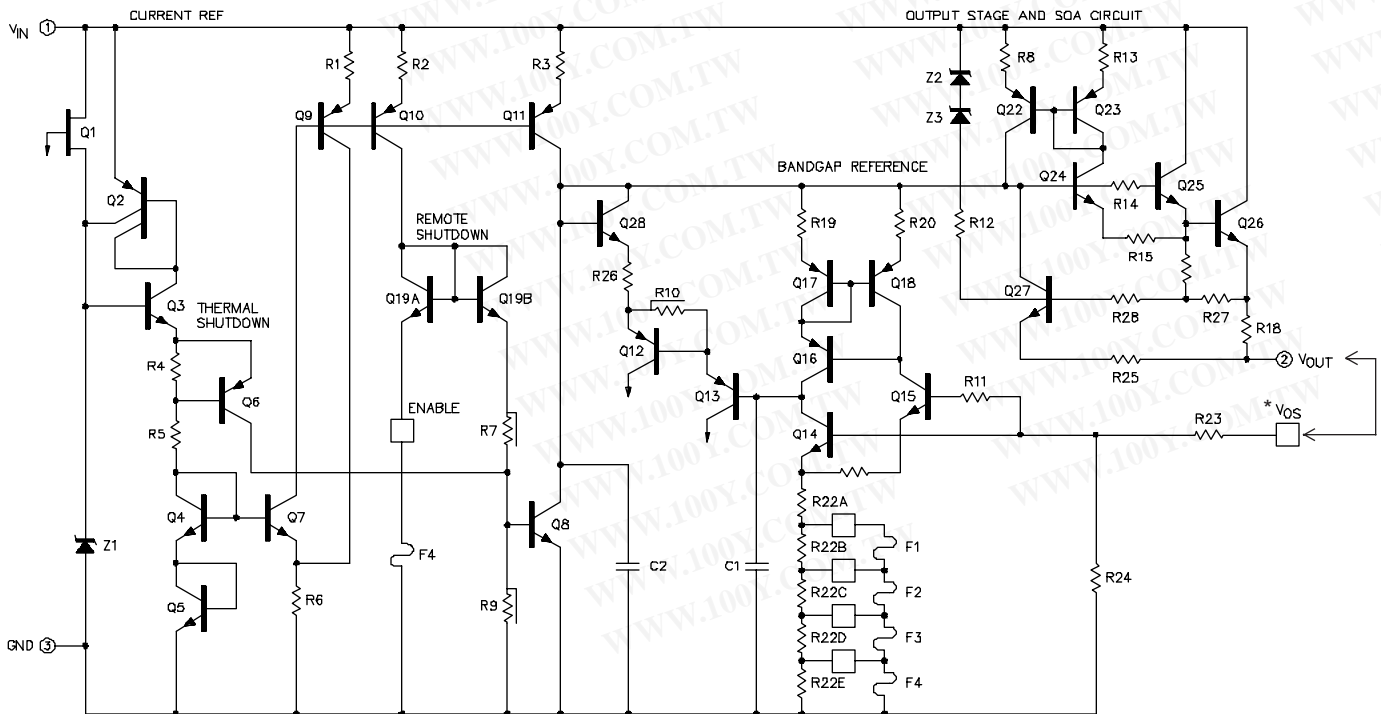 CURRENT REF
OUTPUT STAGE AND SOA CIRCUIT
VIN 1
R1
R2
R3
R8
R13
Z2
Z3
Q1
Q9
Q10
Q11
Q22
Q23
Q2
BANDGAP REFERENCE
Q24
Q25
R14
Q28
REMOTE
SHUTDOWN
R19
R20
R12
Q26
R15
R26
Q17
Q18
Q19A
Q19B
Q3
THERMAL
SHUTDOWN
R10
Q27
R28
R27
R18
Q12
Q16
R4
R25
2 VOUT
Q6
Q13
Q15
R11
ENABLE
R23
* VOS
R5
R7
Q14
Q4
Q7
R22A
Q8
Z1
F4
R22B
F1
C2
C1
R24
Q5
R6
R9
R22C
F2
R22D
F3
GND 3
R22E
F4
WWW.100Y.COM.TW